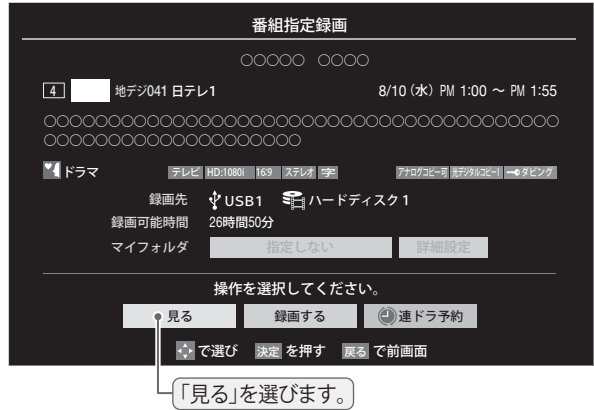 番組指定録画
○○○○○ ○○○○
4 地デジ041 日テレ1 8/10 (水) PM 1:00 ～ PM 1:55
○○○○○○○○○○○○○○○○○○○○○○○○○○○○○○
○○○○○○○○○○○○○○○
ドラマ テレビ HD:1080i 16:9 ステレオ 字 アナログコピー可 光デジタルコピー1 ダビング
録画先 USB1 ハードディスク1
録画可能時間 26時間50分
マイフォルダ 指定しない 詳細設定
操作を選択してください。
見る 録画する 連ドラ予約
で選び 決定 を押す 戻る で前画面
「見る」を選びます。